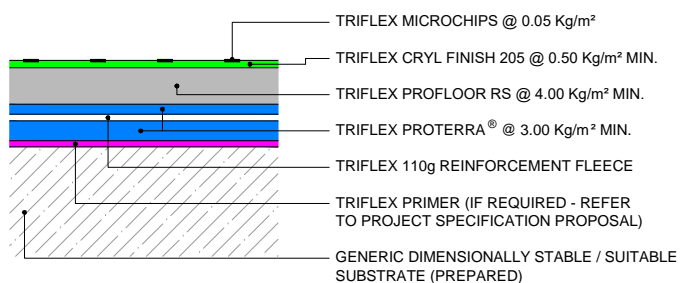 TRIFLEX MICROCHIPS @ 0.05 Kg/m²
TRIFLEX CRYL FINISH 205 @ 0.50 Kg/m² MIN.
TRIFLEX PROFLOOR RS @ 4.00 Kg/m² MIN.
TRIFLEX PROTERRA® @ 3.00 Kg/m² MIN.
TRIFLEX 110g REINFORCEMENT FLEECE
TRIFLEX PRIMER (IF REQUIRED - REFER
TO PROJECT SPECIFICATION PROPOSAL)
GENERIC DIMENSIONALLY STABLE / SUITABLE
SUBSTRATE (PREPARED)